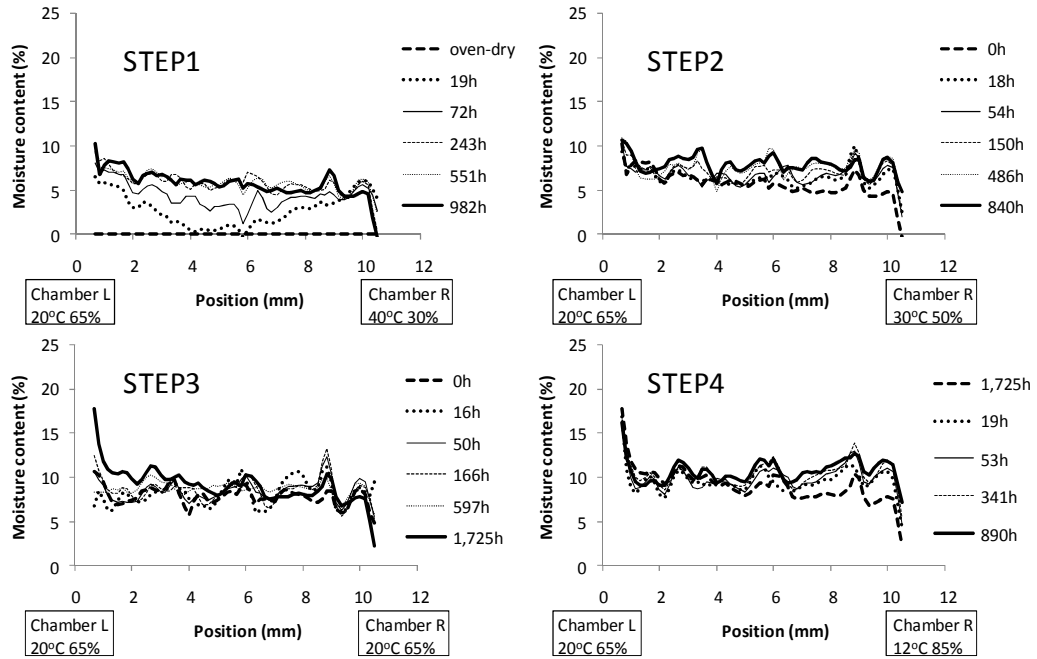 25
20
15
10
5
0
Moisture content (%)
STEP1
oven-dry
19h
72h
243h
551h
982h
0 2 4 6 8 10 12
Position (mm)
Chamber L
20°C 65%
Chamber R
40°C 30%
25
20
15
10
5
0
Moisture content (%)
STEP2
0h
18h
54h
150h
486h
840h
0 2 4 6 8 10 12
Position (mm)
Chamber L
20°C 65%
Chamber R
30°C 50%
25
20
15
10
5
0
Moisture content (%)
STEP3
0h
16h
50h
166h
597h
1,725h
0 2 4 6 8 10 12
Position (mm)
Chamber L
20°C 65%
Chamber R
20°C 65%
25
20
15
10
5
0
Moisture content (%)
STEP4
1,725h
19h
53h
341h
890h
0 2 4 6 8 10 12
Position (mm)
Chamber L
20°C 65%
Chamber R
12°C 85%